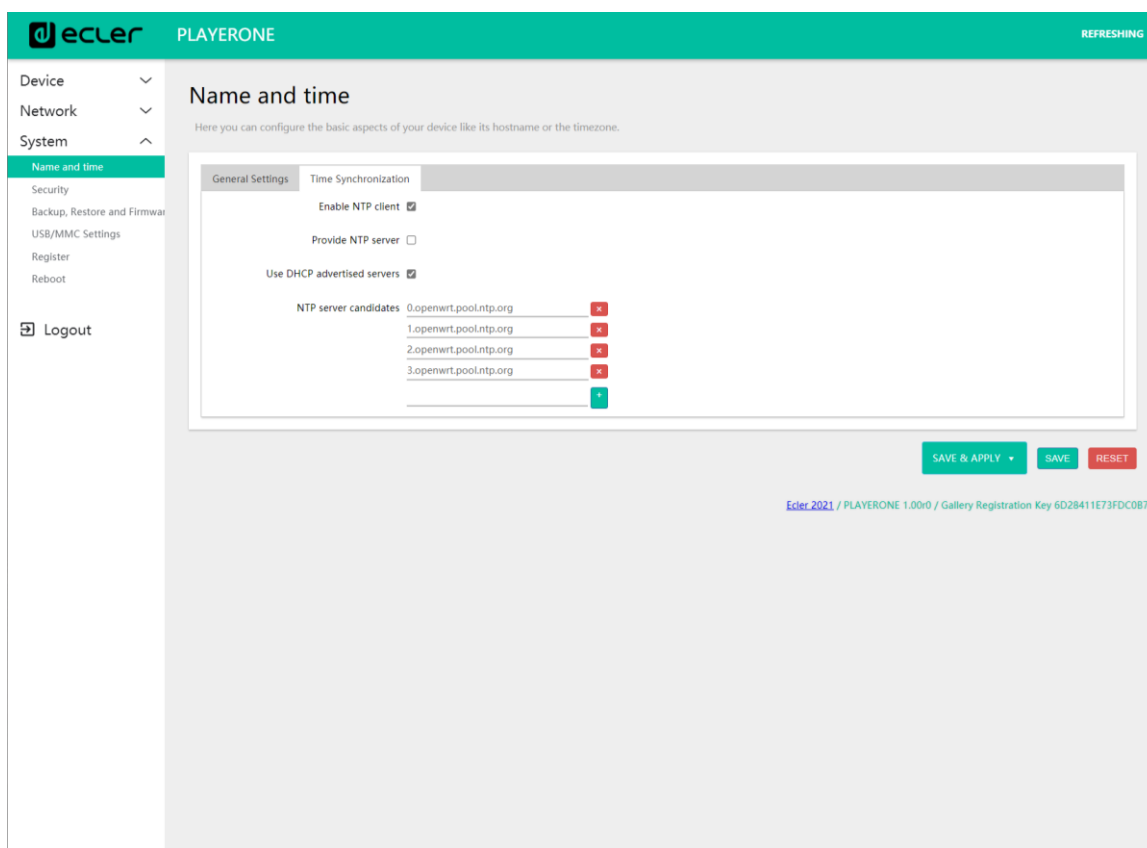 ecler
PLAYERONE
REFRESHING
Device
Network
System
Name and time
Security
Backup, Restore and Firmwar
USB/MMC Settings
Register
Reboot
Logout
Name and time
Here you can configure the basic aspects of your device like its hostname or the timezone.
General Settings
Time Synchronization
Enable NTP client
Provide NTP server
Use DHCP advertised servers
NTP server candidates
0.openwrt.pool.ntp.org
1.openwrt.pool.ntp.org
2.openwrt.pool.ntp.org
3.openwrt.pool.ntp.org
SAVE & APPLY
SAVE
RESET
Ecler 2021 / PLAYERONE 1.00r0 / Gallery Registration Key 6D28411E73FDC0B7